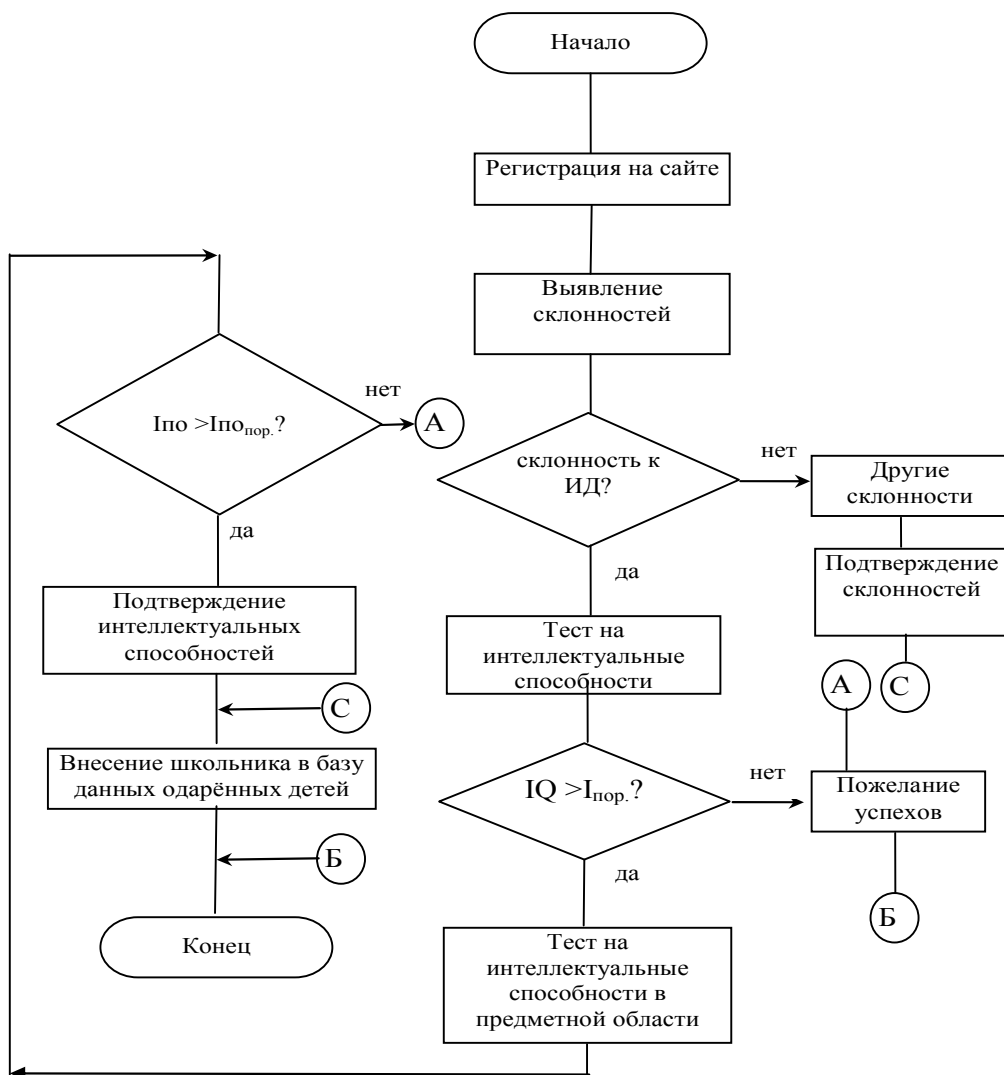 Начало
Регистрация на сайте
Выявление
склонностей
склонность к
ИД?
нет
Другие
склонности
Подтверждение
склонностей
С
да
Тест на
интеллектуальные
способности
IQ >Iпор.?
нет
А
Пожелание
успехов
Б
да
Тест на
интеллектуальные
способности в
предметной области
Iпо >Iпопор.?
нет
А
да
Подтверждение
интеллектуальных
способностей
С
Внесение школьника в базу
данных одарённых детей
Б
Конец